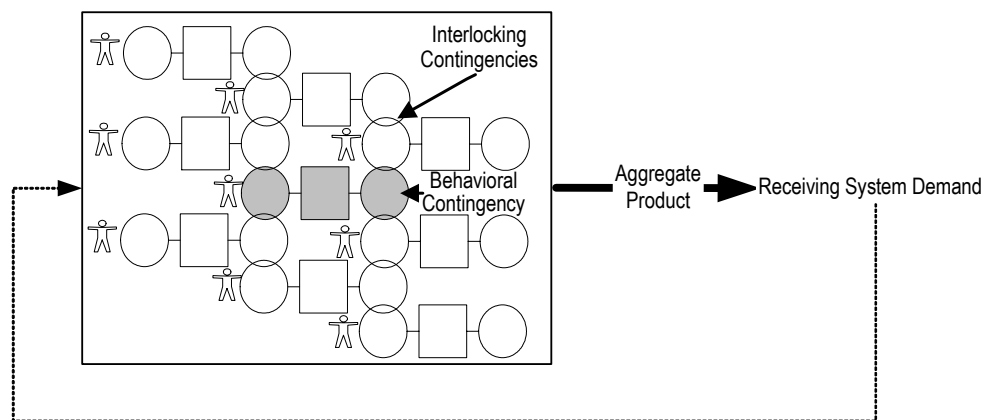 Interlocking
Contingencies
Behavioral
Contingency
Aggregate
Product
Receiving System Demand